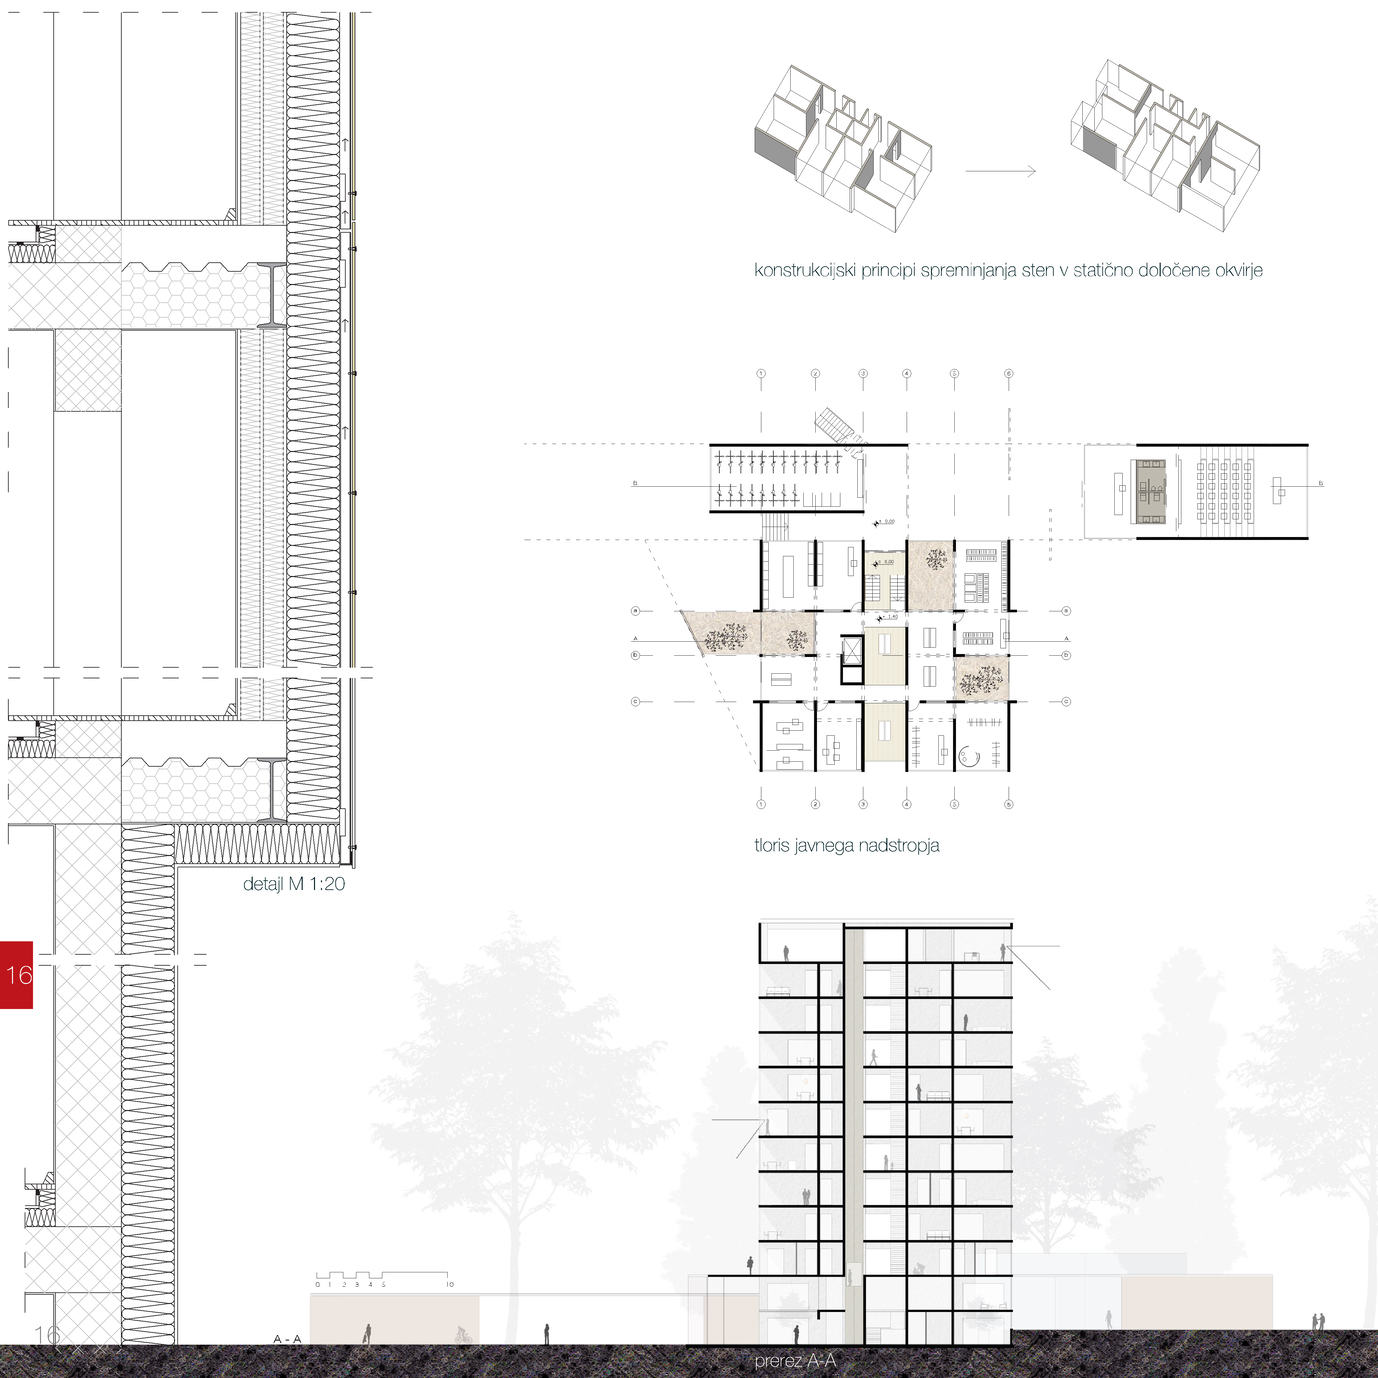 konstrukcijski principi spreminjanja sten v statično določene okvirje
1 2 3 4 5 6
B B
± 0,00
a a
A A
b b
c c
1 2 3 4 5 6
tloris javnega nadstropja
detajl M 1:20
16
0 1 2 3 4 5 10
16
A - A
prerez A-A